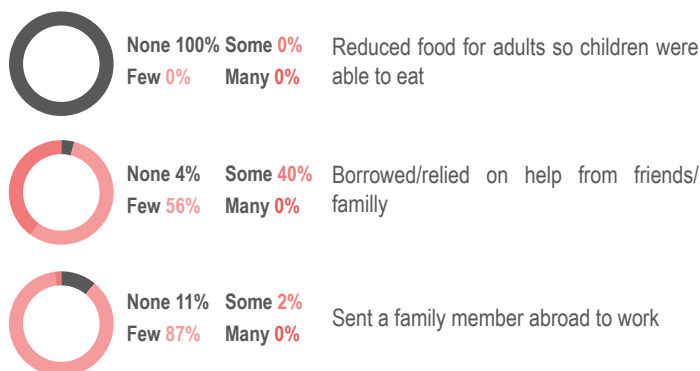 None 100% Some 0%
Few 0% Many 0%
Reduced food for adults so children were
able to eat
None 4% Some 40%
Few 56% Many 0%
Borrowed/relied on help from friends/
familly
None 11% Some 2%
Few 87% Many 0%
Sent a family member abroad to work